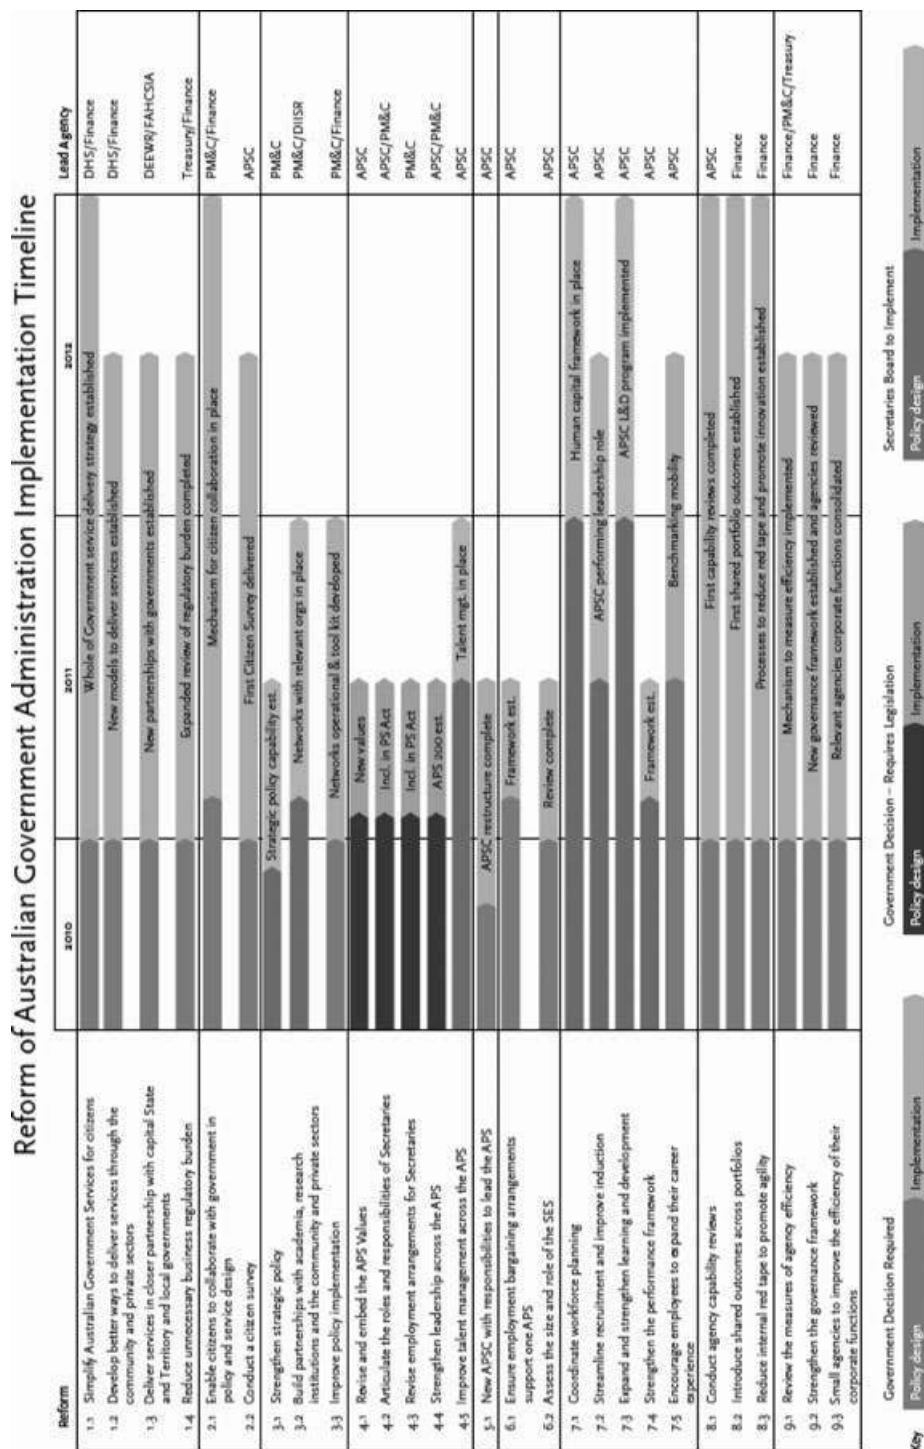 Reform of Australian Government Administration Implementation Timeline
Reform 2010 2011 2012 Lead Agency
1.1 Simplify Australian Government Services for citizens Whole of Government service delivery strategy established DHS/Finance
1.2 Develop better ways to deliver services through the New models to deliver services established DHS/Finance
community and private sectors
1.3 Deliver services in closer partnership with capital State New partnerships with governments established DEEWR/FAHCSIA
and Territory and local governments
1.4 Reduce unnecessary business regulatory burden Expanded review of regulatory burden completed Treasury/Finance
2.1 Enable citizens to collaborate with government in Mechanism for citizen collaboration in place PM&C/Finance
policy and service design
2.2 Conduct a citizen survey First Citizen Survey delivered APSC
3.1 Strengthen strategic policy Strategic policy capability est. PM&C
3.2 Build partnerships with academia, research Networks with relevant orgs in place PM&C/DIISR
institutions and the community and private sectors
3.3 Improve policy implementation Networks operational & tool kit developed PM&C/Finance
4.1 Revise and embed the APS Values New values APSC
4.2 Articulate the roles and responsibilities of Secretaries Incl. in PS Act APSC/PM&C
4.3 Revise employment arrangements for Secretaries Incl. in PS Act PM&C
4.4 Strengthen leadership across the APS APS 200 est. APSC/PM&C
4.5 Improve talent management across the APS Talent mgt. in place APSC
5.1 New APSC with responsibilities to lead the APS APSC restructure complete APSC
6.1 Ensure employment bargaining arrangements Framework est. APSC
support one APS
6.2 Assess the size and role of the SES Review complete APSC
7.1 Coordinate workforce planning Human capital framework in place APSC
7.2 Streamline recruitment and improve induction APSC performing leadership role APSC
7.3 Expand and strengthen learning and development APSC L&D program implemented APSC
7.4 Strengthen the performance framework Framework est. APSC
7.5 Encourage employees to expand their career Benchmarking mobility APSC
experience
8.1 Conduct agency capability reviews First capability reviews completed APSC
8.2 Introduce shared outcomes across portfolios First shared portfolio outcomes established Finance
8.3 Reduce internal red tape to promote agility Processes to reduce red tape and promote innovation established Finance
9.1 Review the measures of agency efficiency Mechanism to measure efficiency implemented Finance/PM&C/Treasury
9.2 Strengthen the governance framework New governance framework established and agencies reviewed Finance
9.3 Small agencies to improve the efficiency of their Relevant agencies corporate functions consolidated Finance
corporate functions
Government Decision Required Government Decision – Requires Legislation Secretaries Board to Implement
Policy design Implementation Policy design Implementation Policy design Implementation